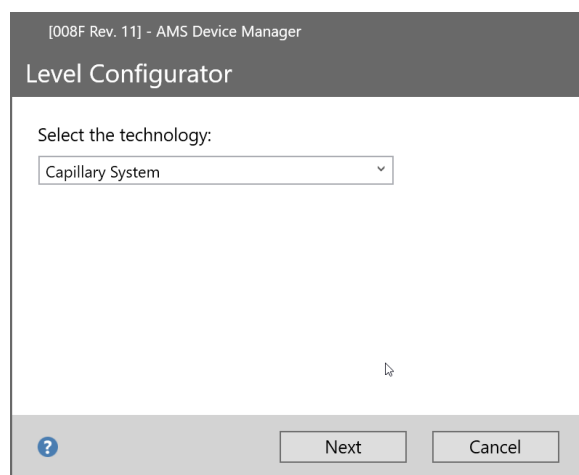 [008F Rev. 11] - AMS Device Manager
Level Configurator
Select the technology:
Capillary System
?
Next
Cancel